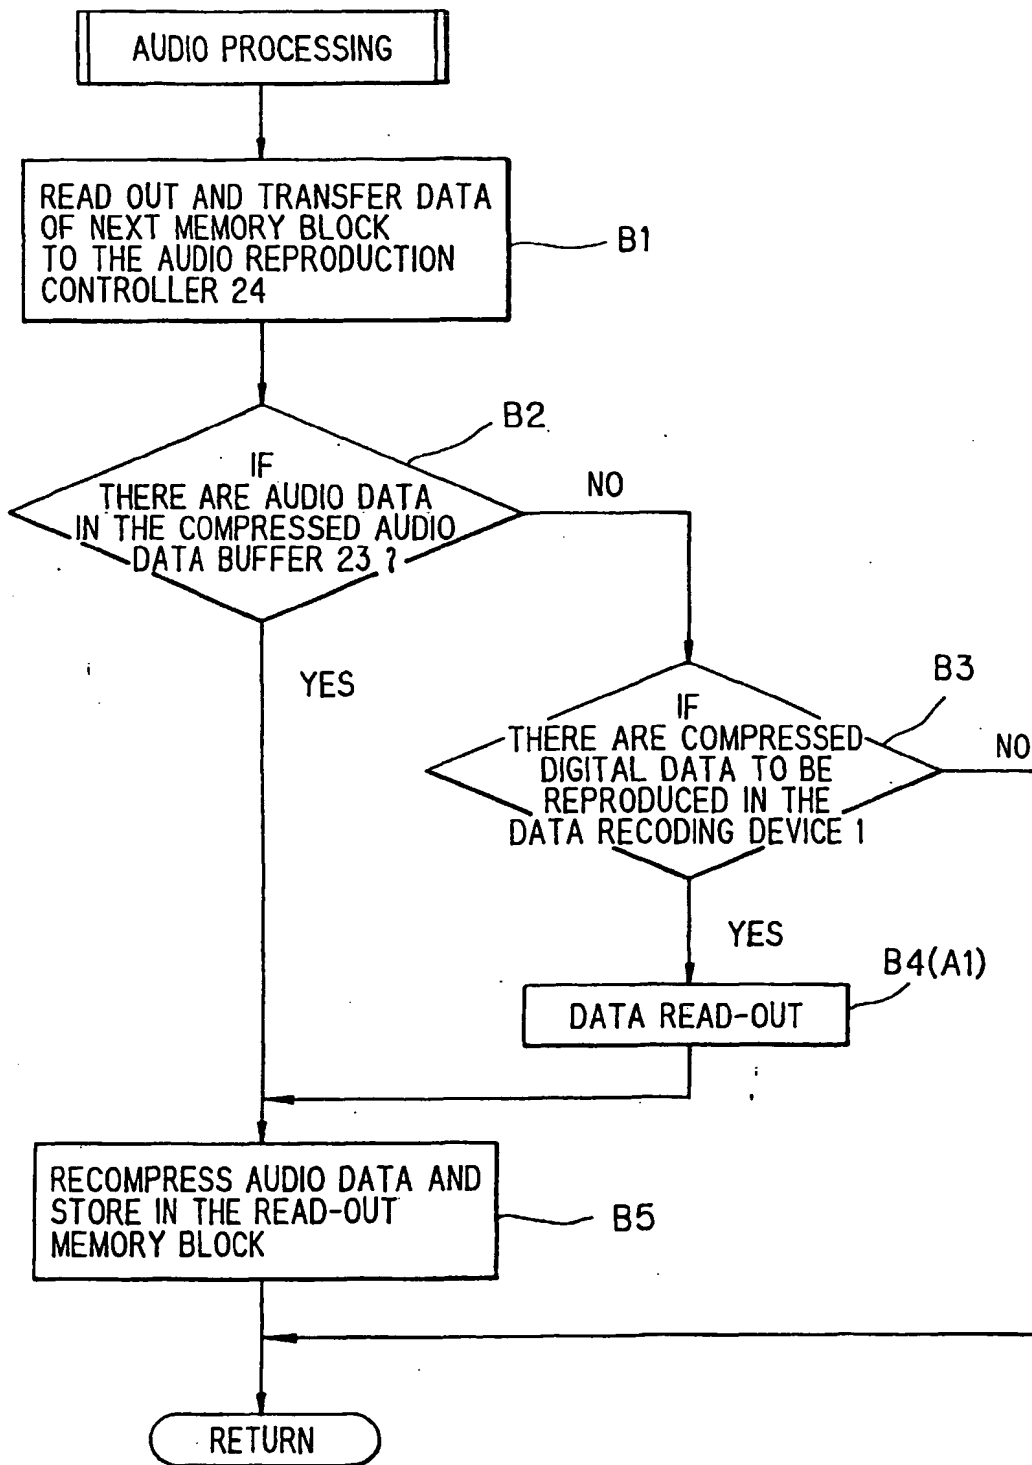 AUDIO PROCESSING
READ OUT AND TRANSFER DATA
OF NEXT MEMORY BLOCK
TO THE AUDIO REPRODUCTION
CONTROLLER 24
B1
B2
IF
THERE ARE AUDIO DATA
IN THE COMPRESSED AUDIO
DATA BUFFER 23 ?
NO
YES
B3
IF
THERE ARE COMPRESSED
DIGITAL DATA TO BE
REPRODUCED IN THE
DATA RECODING DEVICE 1
NO
YES
B4(A1)
DATA READ-OUT
RECOMPRESS AUDIO DATA AND
STORE IN THE READ-OUT
MEMORY BLOCK
B5
RETURN